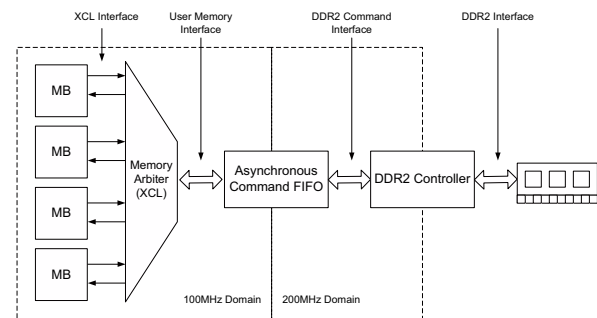 XCL Interface
User Memory
Interface
DDR2 Command
Interface
DDR2 Interface
MB
MB
MB
MB
Memory
Arbiter
(XCL)
Asynchronous
Command FIFO
DDR2 Controller
100MHz Domain
200MHz Domain